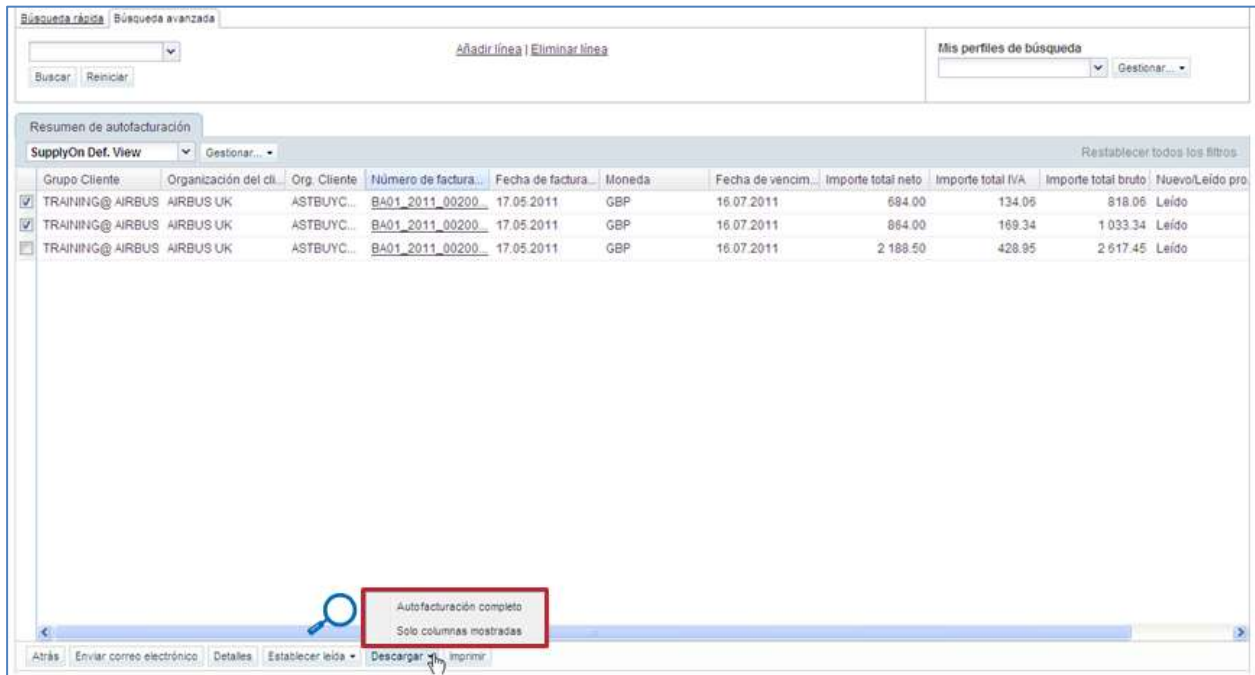 Búsqueda rápida Búsqueda avanzada
Añadir línea | Eliminar línea
Mis perfiles de búsqueda
Buscar Reiniciar
Gestionar...
Resumen de autofacturación
SupplyOn Def. View Gestionar... Restablecer todos los filtros
Grupo Cliente Organización del cli... Org. Cliente Número de factura... Fecha de factura... Moneda Fecha de vencim... Importe total neto Importe total IVA Importe total bruto Nuevo/Leído pro.
TRAINING@ AIRBUS AIRBUS UK ASTBUYC... BA01_2011_00200... 17.05.2011 GBP 16.07.2011 684.00 134.06 818.06 Leído
TRAINING@ AIRBUS AIRBUS UK ASTBUYC... BA01_2011_00200... 17.05.2011 GBP 16.07.2011 864.00 169.34 1 033.34 Leído
TRAINING@ AIRBUS AIRBUS UK ASTBUYC... BA01_2011_00200... 17.05.2011 GBP 16.07.2011 2 188.50 428.95 2 617.45 Leído
Autofacturación completo
Solo columnas mostradas
Atrás Enviar correo electrónico Detalles Establecer leída Descargar Imprimir